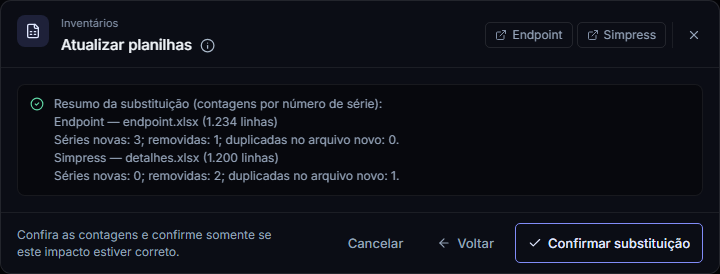 Inventários
Atualizar planilhas
Endpoint
Simpress
Resumo da substituição (contagens por número de série):
Endpoint — endpoint.xlsx (1.234 linhas)
Séries novas: 3; removidas: 1; duplicadas no arquivo novo: 0.
Simpress — detalhes.xlsx (1.200 linhas)
Séries novas: 0; removidas: 2; duplicadas no arquivo novo: 1.
Confira as contagens e confirme somente se
este impacto estiver correto.
Cancelar
Voltar
Confirmar substituição